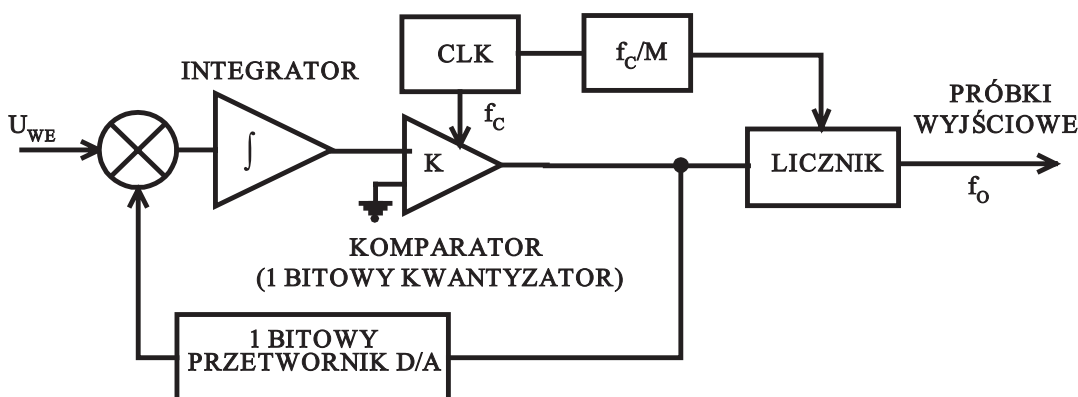 CLK
f_C/M
INTEGRATOR
U_WE
∫
f_C
K
LICZNIK
PRÓBKI
WYJŚCIOWE
f_O
KOMPARATOR
(1 BITOWY KWANTYZATOR)
1 BITOWY
PRZETWORNIK D/A